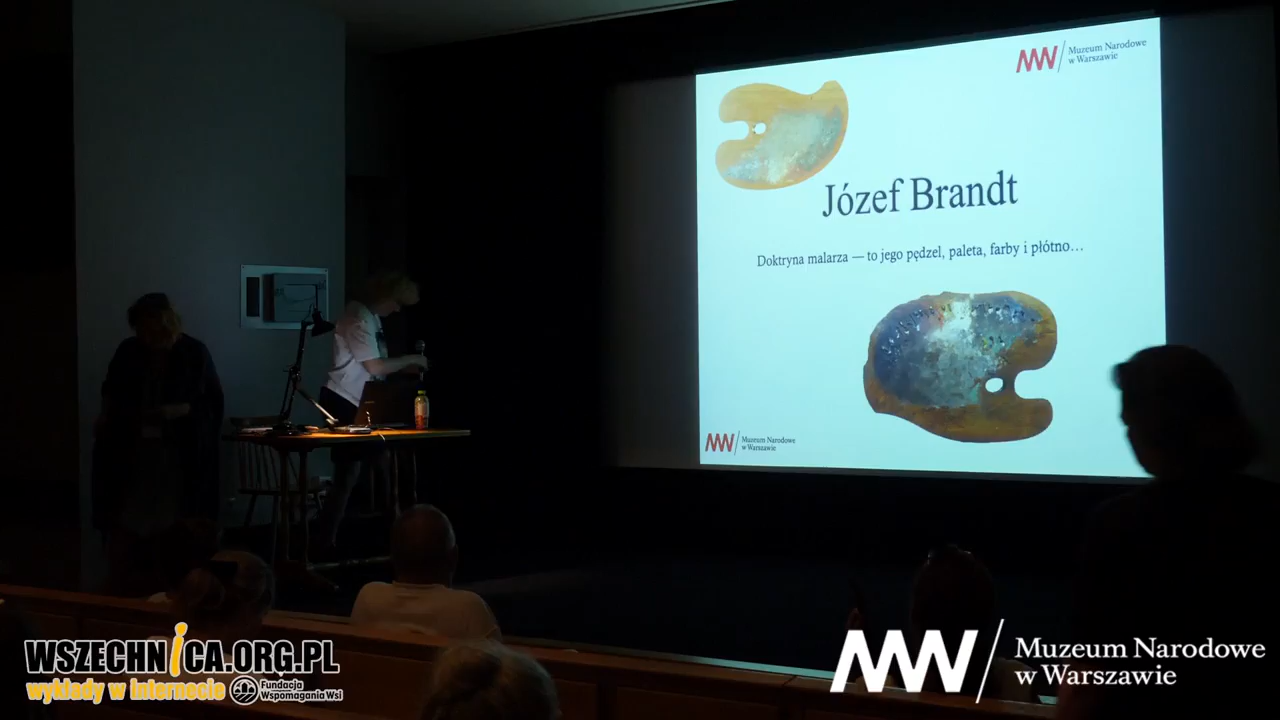 Muzeum Narodowe
w Warszawie
Józef Brandt
Doktryna malarza — to jego pędzel, paleta, farby i płótno…
Muzeum Narodowe
w Warszawie
WSZECHNICA.ORG.PL
wykłady w internecie
Fundacja
Wspomagania Wsi
Muzeum Narodowe
w Warszawie